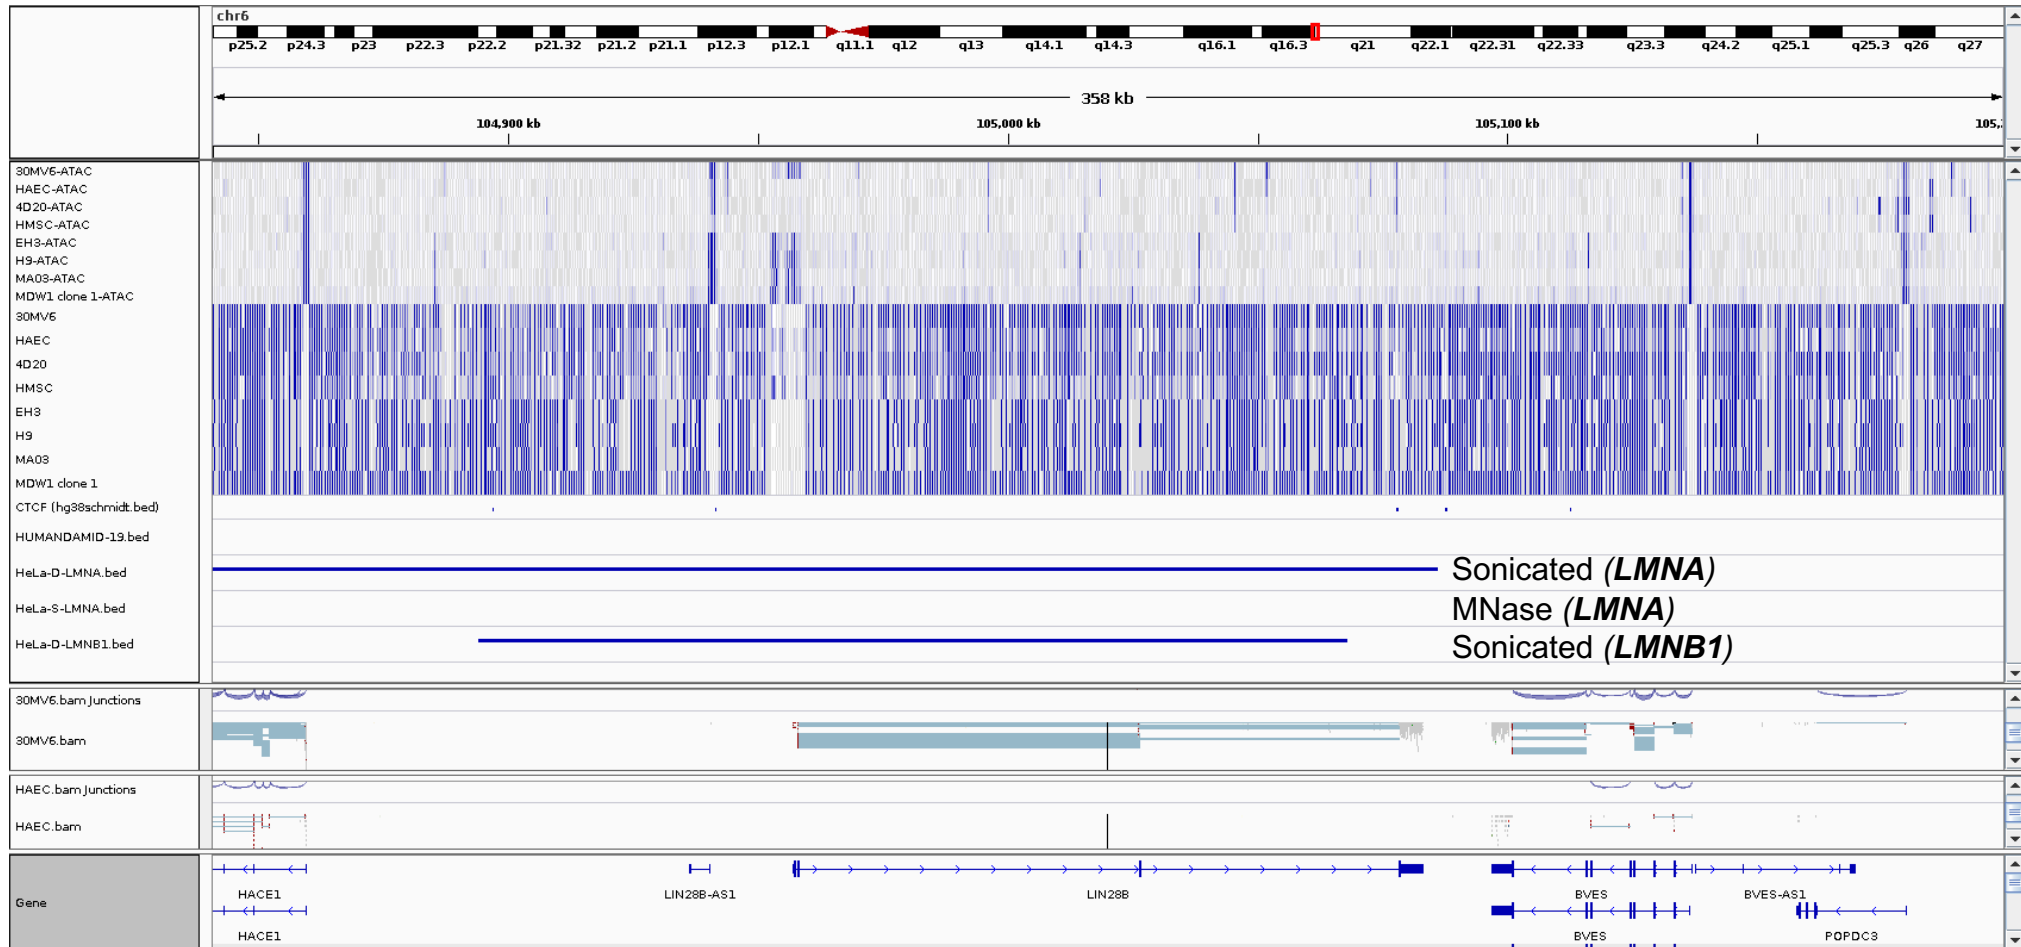 chr6
p25.2 p24.3 p23 p22.3 p22.2 p21.32 p21.2 p21.1 p12.3 p12.1 q11.1 q12 q13 q14.1 q14.3 q16.1 q16.3 q21 q22.1 q22.31 q22.33 q23.3 q24.2 q25.1 q25.3 q26 q27
358 kb
104,900 kb 105,000 kb 105,100 kb
30MV6-ATAC
HAEC-ATAC
4D20-ATAC
HMSC-ATAC
EH3-ATAC
H9-ATAC
MA03-ATAC
MDW1 clone 1-ATAC
30MV6
HAEC
4D20
HMSC
EH3
H9
MA03
MDW1 clone 1
CTCF (hg38schmidt.bed)
HUMANDAMID-19.bed
HeLa-D-LMNA.bed Sonicated (LMNA)
HeLa-S-LMNA.bed MNase (LMNA)
HeLa-D-LMNB1.bed Sonicated (LMNB1)
30MV6.bam Junctions
30MV6.bam
HAEC.bam Junctions
HAEC.bam
Gene
HACE1 LIN28B-AS1 LIN28B BVES BVES-AS1
HACE1 BVES POPDC3